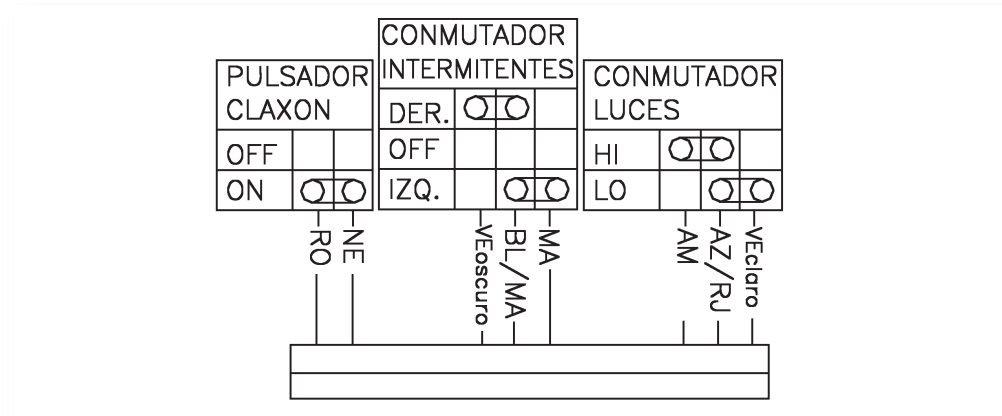 PULSADOR
CLAXON
OFF
ON
RO
NE
CONMUTADOR
INTERMITENTES
DER.
OFF
IZQ.
VEoscuro
BL/MA
MA
CONMUTADOR
LUCES
HI
LO
AM
AZ/RJ
VEclaro